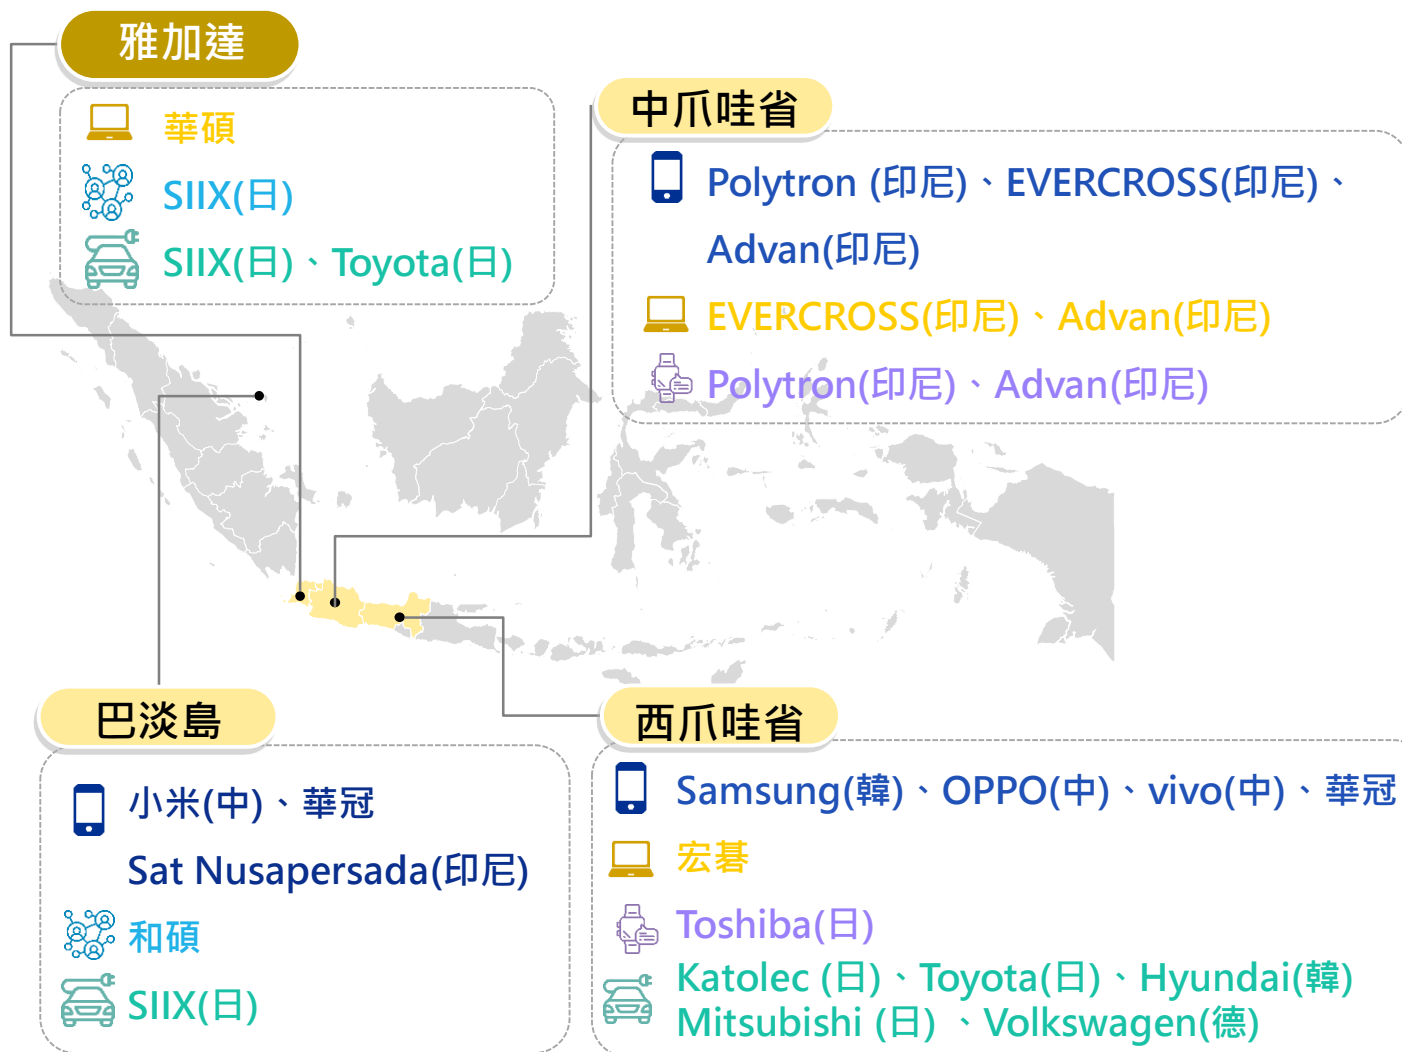 雅加達
華碩
SIIX(日)
SIIX(日)、Toyota(日)
中爪哇省
Polytron (印尼)、EVERCROSS(印尼)、
Advan(印尼)
EVERCROSS(印尼)、Advan(印尼)
Polytron(印尼)、Advan(印尼)
巴淡島
小米(中)、華冠
Sat Nusapersada(印尼)
和碩
SIIX(日)
西爪哇省
Samsung(韓)、OPPO(中)、vivo(中)、華冠
宏碁
Toshiba(日)
Katolec (日)、Toyota(日)、Hyundai(韓)
Mitsubishi (日) 、Volkswagen(德)